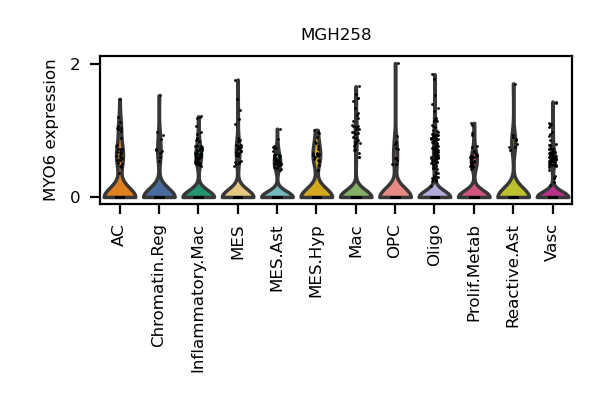 MGH258
MYO6 expression
2
0
AC
Chromatin.Reg
Inflammatory.Mac
MES
MES.Ast
MES.Hyp
Mac
OPC
Oligo
Prolif.Metab
Reactive.Ast
Vasc